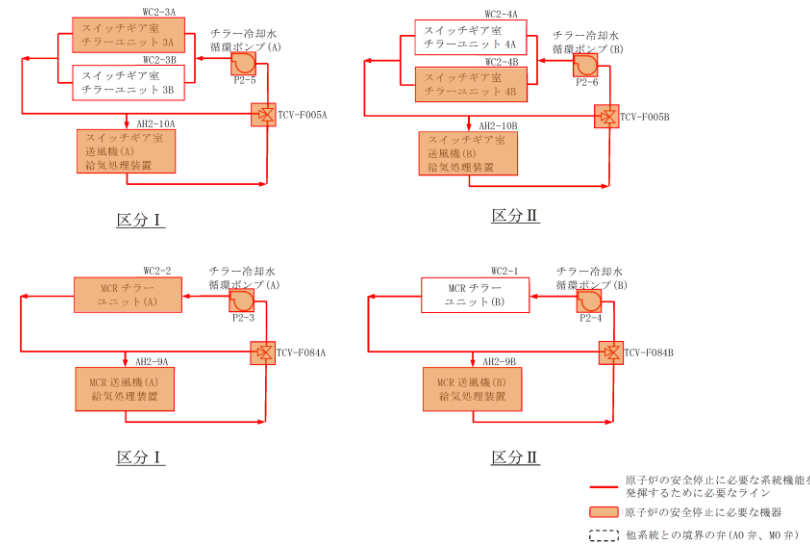 WC2-3A
スイッチギア室
チラーユニット 3A
WC2-3B
スイッチギア室
チラーユニット 3B
チラー冷却水
循環ポンプ(A)
P2-5
TCV-F005A
AH2-10A
スイッチギア室
送風機(A)
給気処理装置
区分Ⅰ
WC2-4A
スイッチギア室
チラーユニット 4A
WC2-4B
スイッチギア室
チラーユニット 4B
チラー冷却水
循環ポンプ(B)
P2-6
TCV-F005B
AH2-10B
スイッチギア室
送風機(B)
給気処理装置
区分Ⅱ
WC2-2
MCR チラー
ユニット(A)
チラー冷却水
循環ポンプ(A)
P2-3
TCV-F084A
AH2-9A
MCR 送風機(A)
給気処理装置
区分Ⅰ
WC2-1
MCR チラー
ユニット(B)
チラー冷却水
循環ポンプ(B)
P2-4
TCV-F084B
AH2-9B
MCR 送風機(B)
給気処理装置
区分Ⅱ
原子炉の安全停止に必要な系統機能を
発揮するために必要なライン
原子炉の安全停止に必要な機器
他系統との境界の弁(AO 弁、MO 弁)